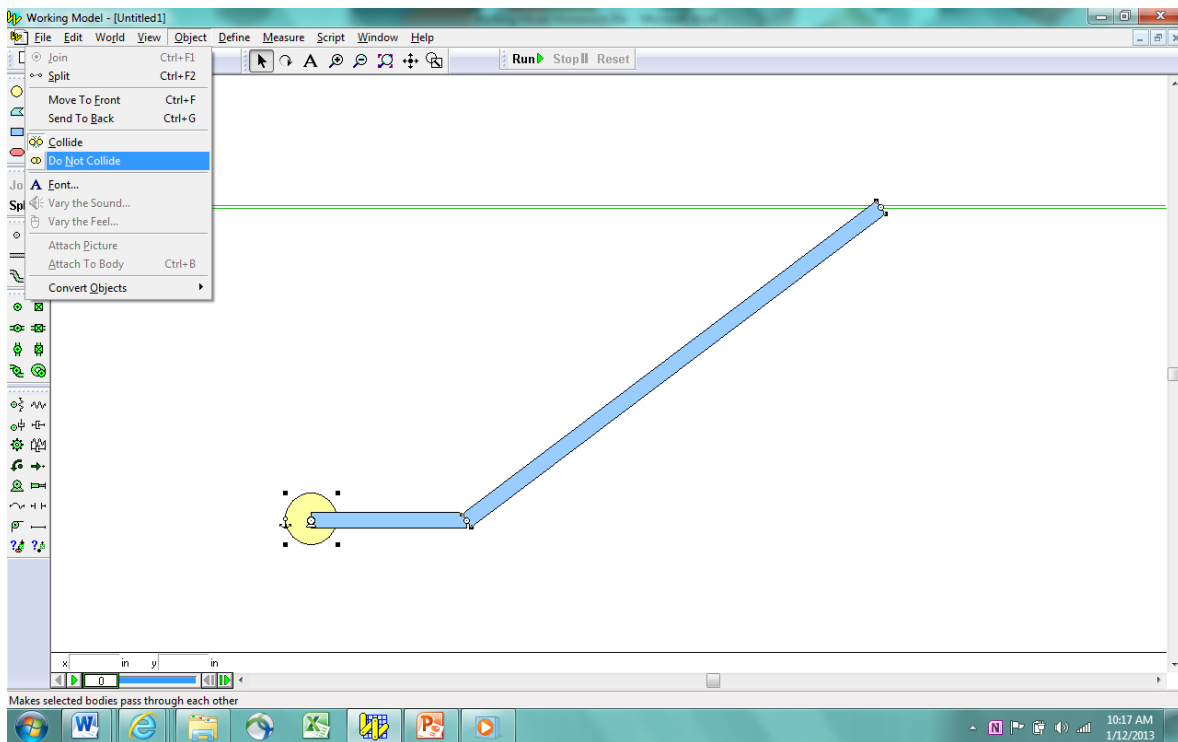 Working Model - [Untitled1]
File Edit World View Object Define Measure Script Window Help
Join Ctrl+F1
Split Ctrl+F2
Move To Front Ctrl+F
Send To Back Ctrl+G
Collide
Do Not Collide
Font...
Vary the Sound...
Vary the Feel...
Attach Picture
Attach To Body Ctrl+B
Convert Objects
A
Run Stop Reset
Jo
Spl
x in y in
0
Makes selected bodies pass through each other
10:17 AM
1/12/2013